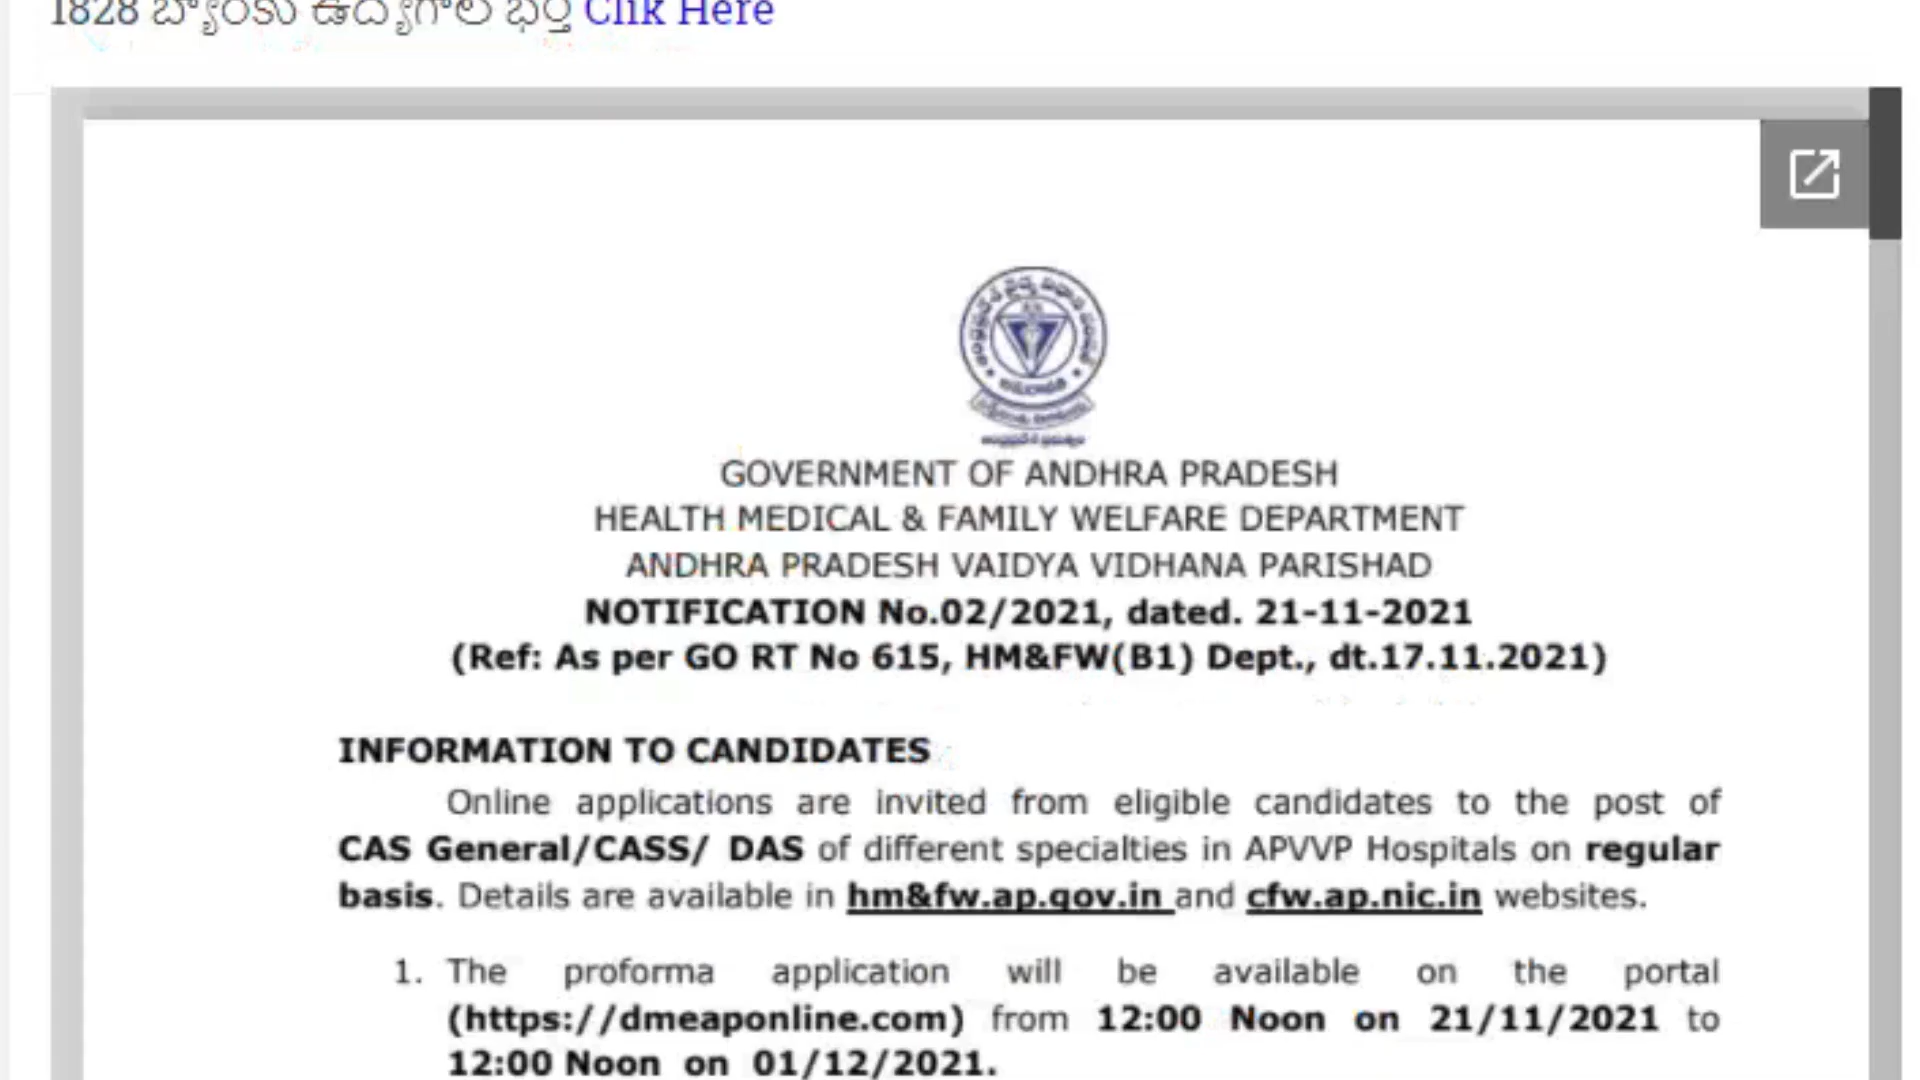 1828 బ్యాంకు ఉద్యోగాల భర్తీ Clik Here
GOVERNMENT OF ANDHRA PRADESH
HEALTH MEDICAL & FAMILY WELFARE DEPARTMENT
ANDHRA PRADESH VAIDYA VIDHANA PARISHAD
NOTIFICATION No.02/2021, dated. 21-11-2021
(Ref: As per GO RT No 615, HM&FW(B1) Dept., dt.17.11.2021)
INFORMATION TO CANDIDATES
Online applications are invited from eligible candidates to the post of
CAS General/CASS/ DAS of different specialties in APVVP Hospitals on regular
basis. Details are available in hm&fw.ap.gov.in and cfw.ap.nic.in websites.
1. The proforma application will be available on the portal
(https://dmeaponline.com) from 12:00 Noon on 21/11/2021 to
12:00 Noon on 01/12/2021.